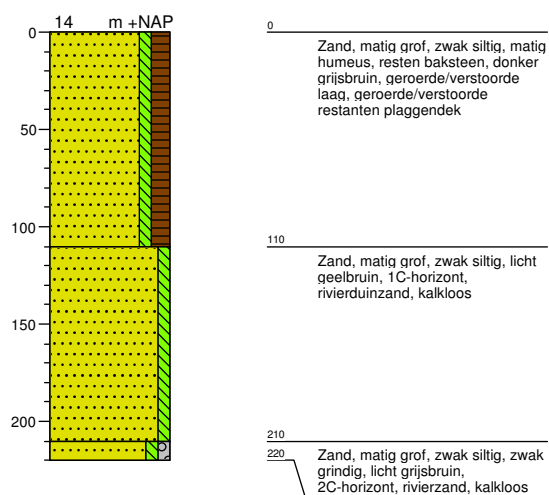 14 m +NAP
0
50
100
150
200
0
Zand, matig grof, zwak siltig, matig
humeus, resten baksteen, donker
grijsbruin, geroerde/verstoorde
laag, geroerde/verstoorde
restanten plaggendek
110
Zand, matig grof, zwak siltig, licht
geelbruin, 1C-horizont,
rivierduinzand, kalkloos
210
220
Zand, matig grof, zwak siltig, zwak
grindig, licht grijsbruin,
2C-horizont, rivierzand, kalkloos